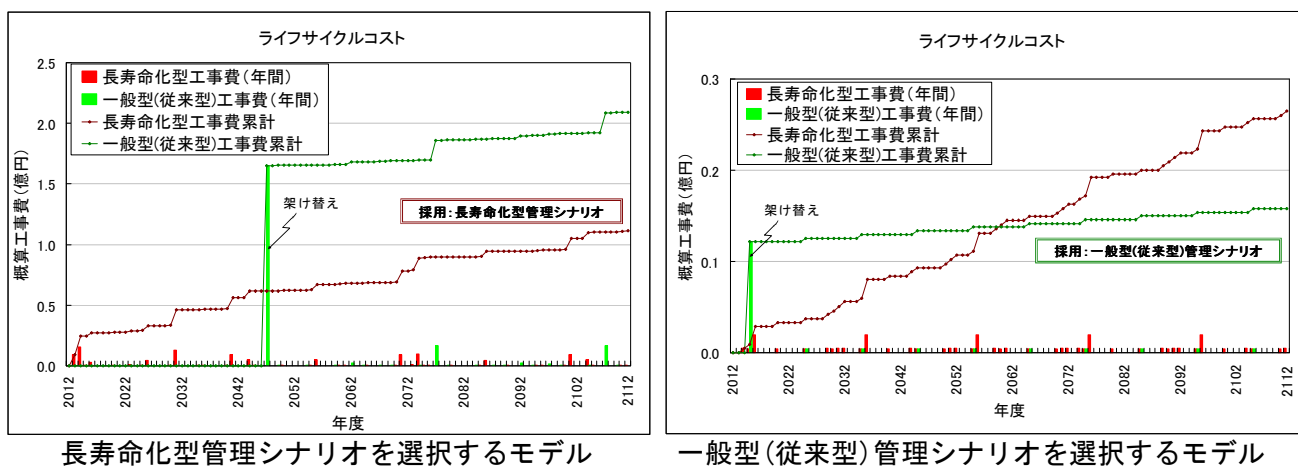 ライフサイクルコスト
2.5
2.0
1.5
1.0
0.5
0.0
概算工事費(億円)
長寿命化型工事費(年間)
一般型(従来型)工事費(年間)
長寿命化型工事費累計
一般型(従来型)工事費累計
架け替え
採用:長寿命化型管理シナリオ
2012
2022
2032
2042
2052
2062
2072
2082
2092
2102
2112
年度
長寿命化型管理シナリオを選択するモデル
ライフサイクルコスト
0.3
0.2
0.1
0.0
概算工事費(億円)
長寿命化型工事費(年間)
一般型(従来型)工事費(年間)
長寿命化型工事費累計
一般型(従来型)工事費累計
架け替え
採用:一般型(従来型)管理シナリオ
2012
2022
2032
2042
2052
2062
2072
2082
2092
2102
2112
年度
一般型(従来型)管理シナリオを選択するモデル